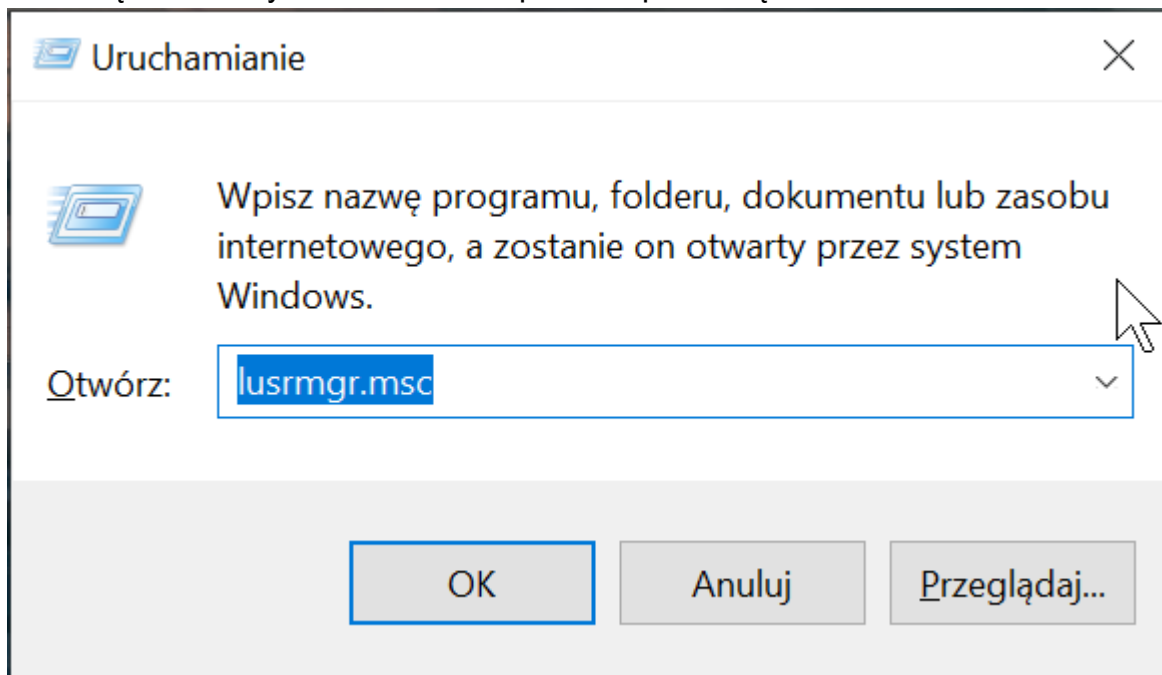 Uruchamianie
Wpisz nazwę programu, folderu, dokumentu lub zasobu
internetowego, a zostanie on otwarty przez system
Windows.
Otwórz: lusrmgr.msc
OK Anuluj Przeglądaj...